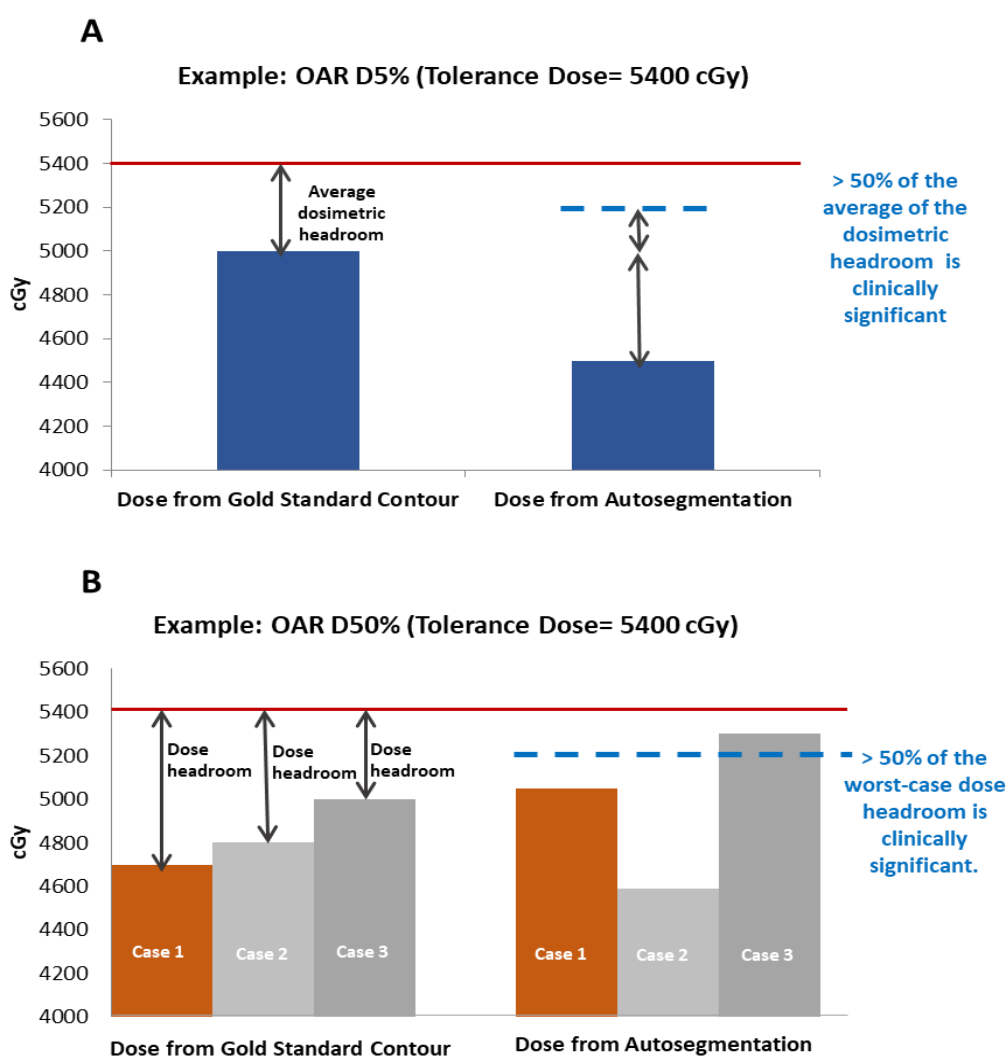 A
Example: OAR D5% (Tolerance Dose= 5400 cGy)
5600
5400
5200
5000
4800
4600
4400
4200
4000
cGy
Average
dosimetric
headroom
> 50% of the
average of the
dosimetric
headroom is
clinically
significant
Dose from Gold Standard Contour
Dose from Autosegmentation
B
Example: OAR D50% (Tolerance Dose= 5400 cGy)
5600
5400
5200
5000
4800
4600
4400
4200
4000
cGy
Dose
headroom
Dose
headroom
Dose
headroom
Case 1
Case 2
Case 3
Case 1
Case 2
Case 3
> 50% of the
worst-case dose
headroom is
clinically
significant.
Dose from Gold Standard Contour
Dose from Autosegmentation